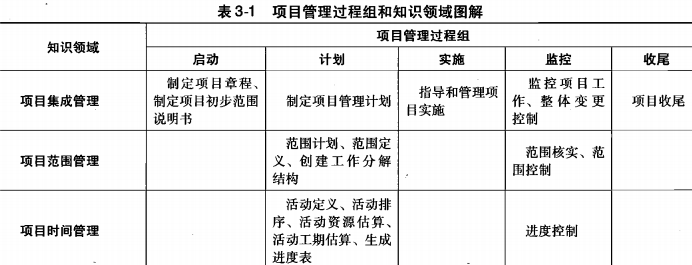 表3-1 项目管理过程组和知识领域图解
知识领域
项目管理过程组
启动 计划 实施 监控 收尾
项目集成管理
制定项目章程、
制定项目初步范围
说明书
制定项目管理计划
指导和管理项
目实施
监控项目工
作、整体变更
控制
项目收尾
项目范围管理
范围计划、范围定
义、创建工作分解
结构
范围核实、范
围控制
项目时间管理
活动定义、活动排
序、活动资源估算、
活动工期估算、生成
进度表
进度控制